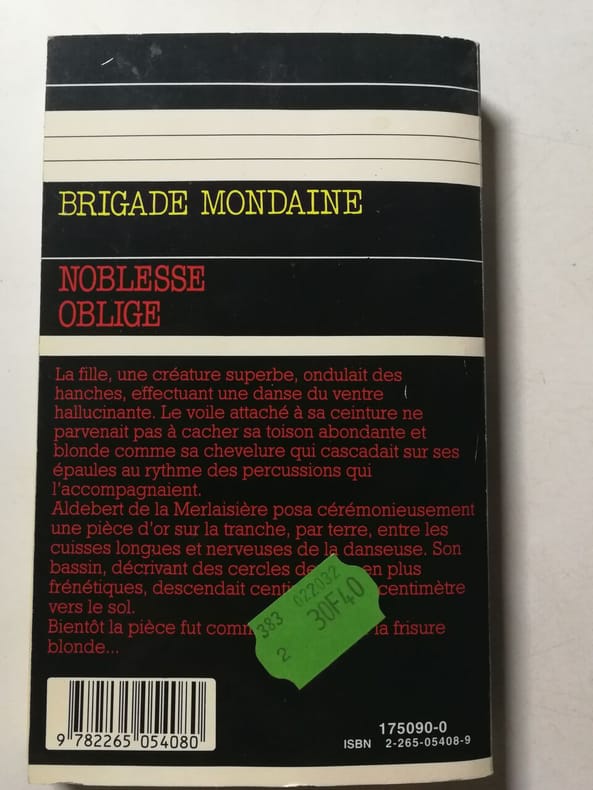 BRIGADE MONDAINE
NOBLESSE
OBLIGE
La fille, une créature superbe, ondulait des
hanches, effectuant une danse du ventre
hallucinante. Le voile attaché à sa ceinture ne
parvenait pas à cacher sa toison abondante et
blonde comme sa chevelure qui cascadait sur ses
épaules au rythme des percussions qui
l'accompagnaient.
Aldebert de la Merlaisière posa cérémonieusement
une pièce d'or sur la tranche, par terre, entre les
cuisses longues et nerveuses de la danseuse. Son
bassin, décrivant des cercles de en plus
frénétiques, descendait centi centimètre
vers le sol.
Bientôt la pièce fut comm la frisure
blonde...
383 022032
2 30F40
9 782265 054080
175090-0
ISBN 2-265-05408-9